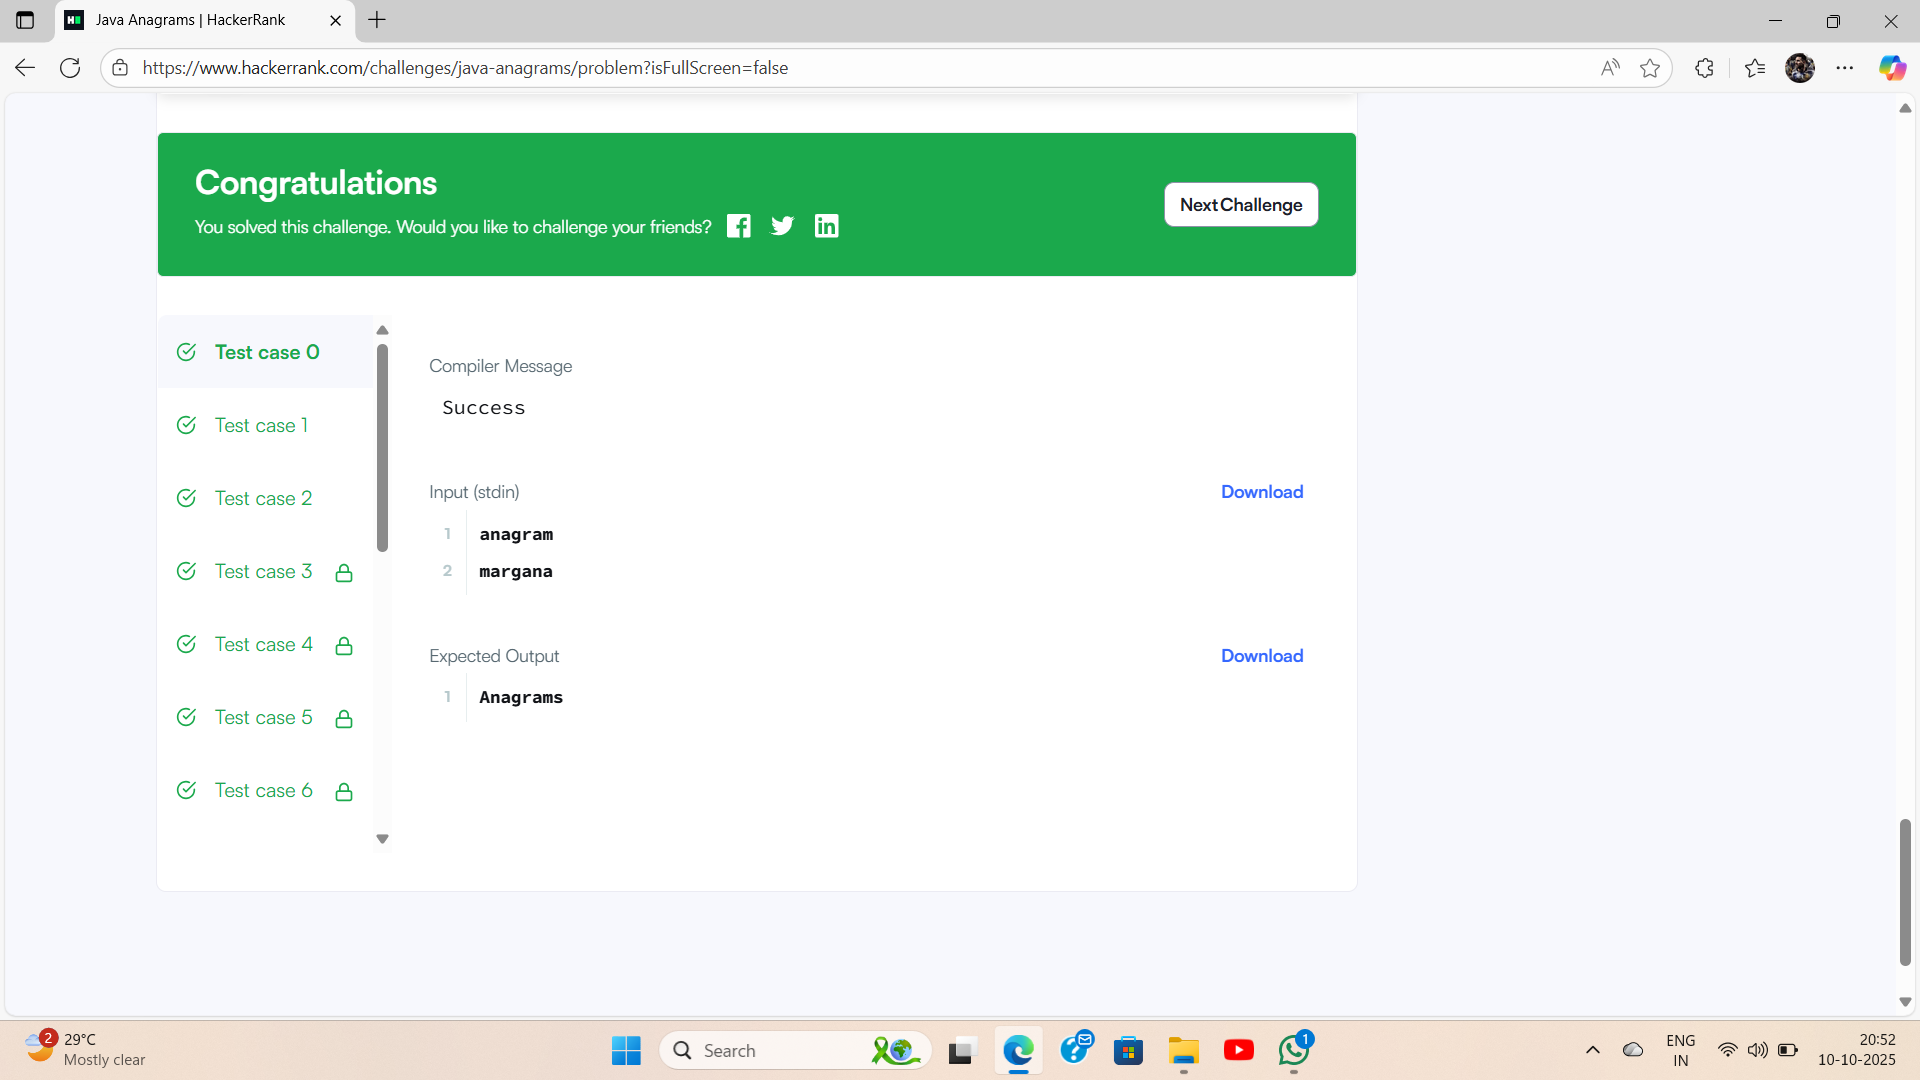 Java Anagrams | HackerRank
https://www.hackerrank.com/challenges/java-anagrams/problem?isFullScreen=false
Congratulations
You solved this challenge. Would you like to challenge your friends?
Next Challenge
Test case 0
Test case 1
Test case 2
Test case 3
Test case 4
Test case 5
Test case 6
Compiler Message
Success
Input (stdin)
Download
1 anagram
2 margana
Expected Output
Download
1 Anagrams
2
29°C
Mostly clear
Search
1
ENG
IN
20:52
10-10-2025